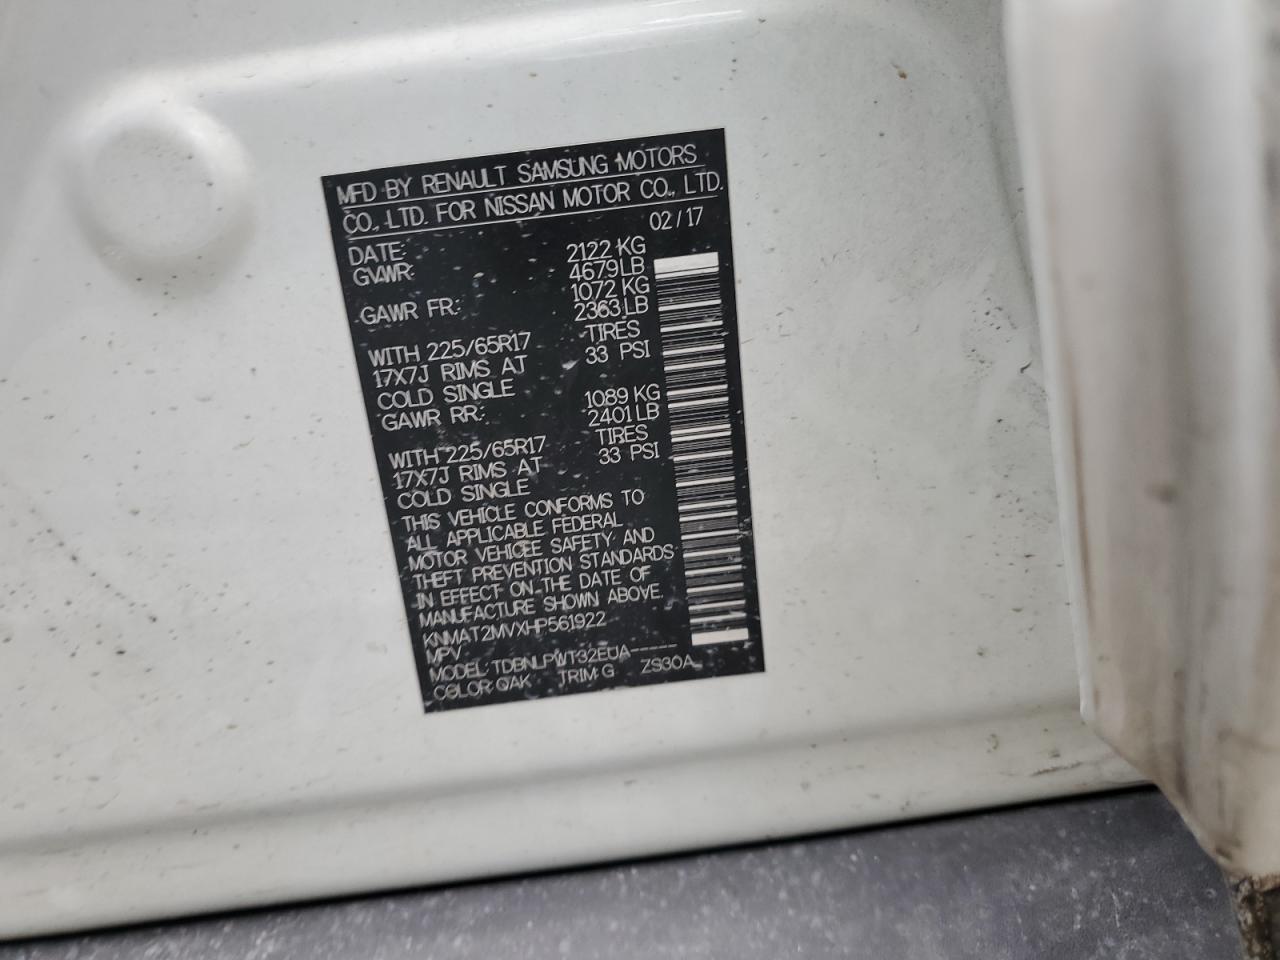 MFD BY RENAULT SAMSUNG MOTORS
CO., LTD. FOR NISSAN MOTOR CO., LTD.
DATE: 02/17
GVWR: 2122 KG
4679 LB
GAWR FR: 1072 KG
2363 LB
WITH 225/65R17 TIRES
17X7J RIMS AT 33 PSI
COLD SINGLE
GAWR RR: 1089 KG
2401 LB
WITH 225/65R17 TIRES
17X7J RIMS AT 33 PSI
COLD SINGLE
THIS VEHICLE CONFORMS TO
ALL APPLICABLE FEDERAL
MOTOR VEHICLE SAFETY AND
THEFT PREVENTION STANDARDS
IN EFFECT ON THE DATE OF
MANUFACTURE SHOWN ABOVE.
KNMAT2MVXHP561922
MPV
MODEL: TDBNLPWT32EUA-----
COLOR: QAK TRIM: G ZS30A